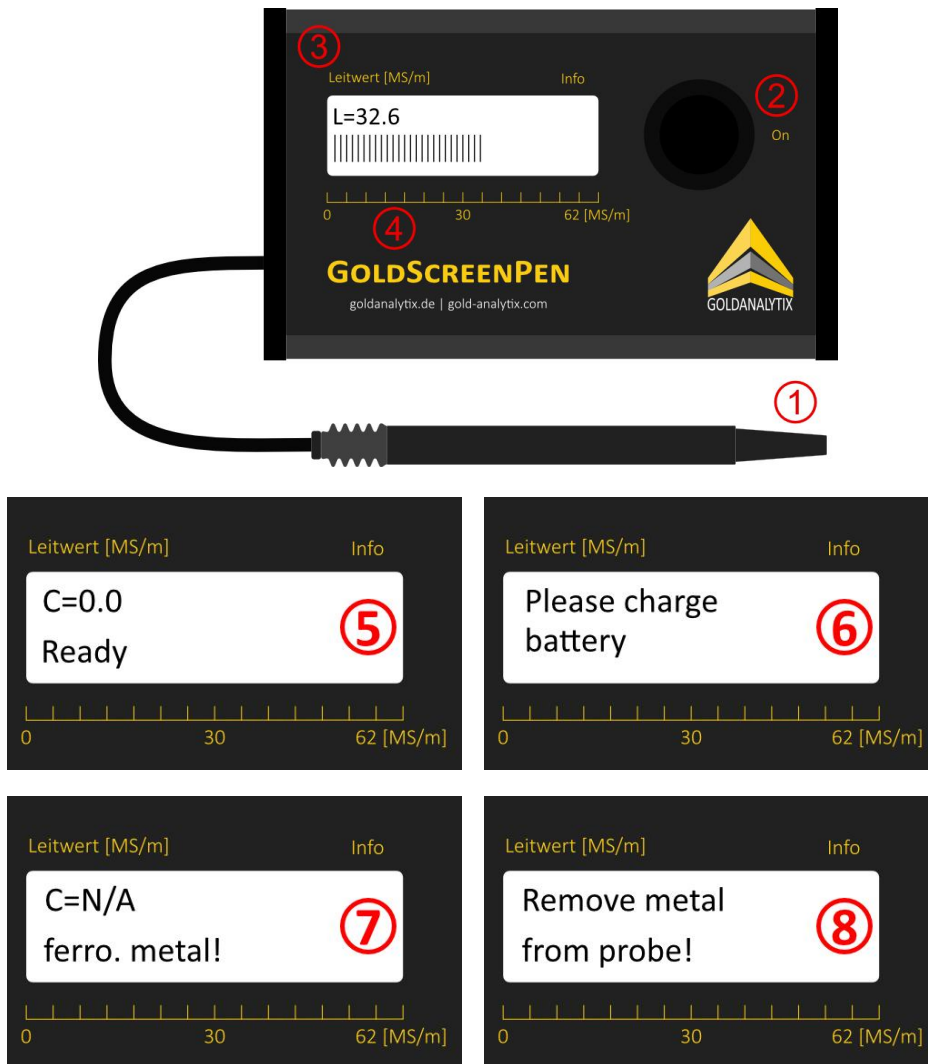 ③
Leitwert [MS/m] Info
②
L=32.6
On
0 30 62 [MS/m]
④
GOLDSCREENPEN
goldanalytix.de | gold-analytix.com
GOLDANALYTIX
①
Leitwert [MS/m] Info
C=0.0
Ready
⑤
0 30 62 [MS/m]
Leitwert [MS/m] Info
Please charge
battery
⑥
0 30 62 [MS/m]
Leitwert [MS/m] Info
C=N/A
ferro. metal!
⑦
0 30 62 [MS/m]
Leitwert [MS/m] Info
Remove metal
from probe!
⑧
0 30 62 [MS/m]